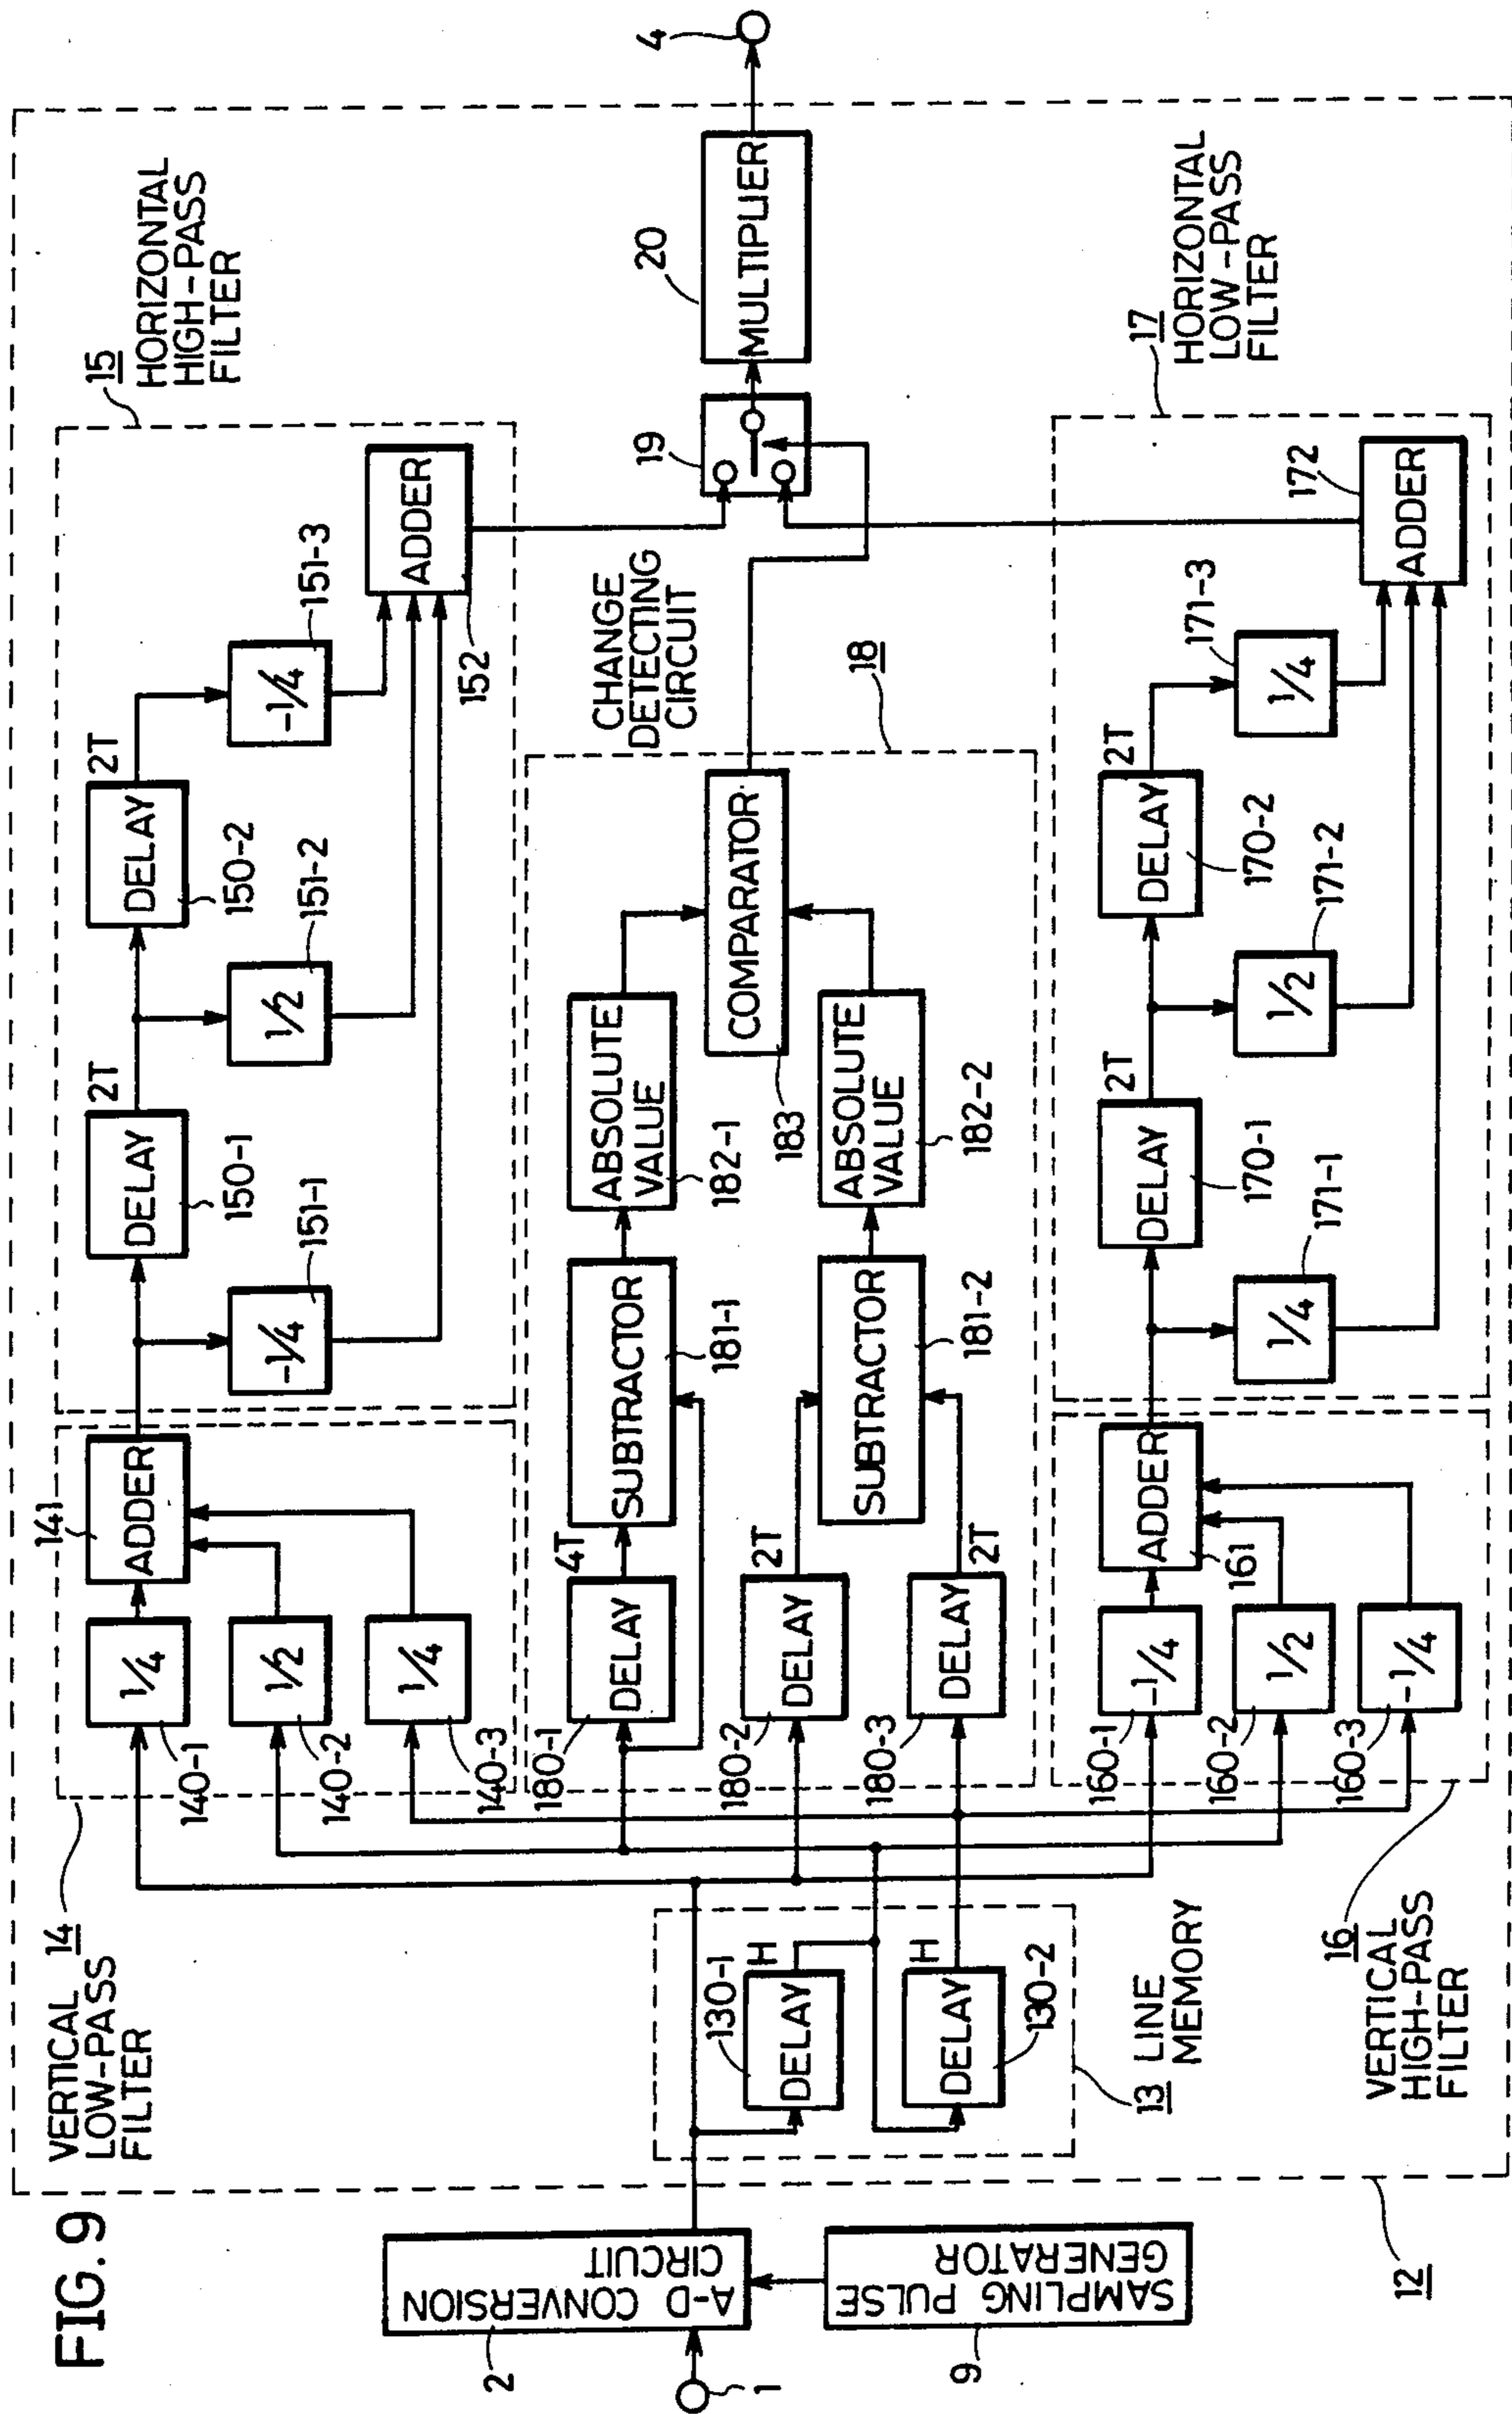 FIG. 9
1
2
A-D CONVERSION
CIRCUIT
9
SAMPLING PULSE
GENERATOR
12
13 LINE
MEMORY
130-1
DELAY
H
130-2
DELAY
H
VERTICAL 14
LOW-PASS
FILTER
140-1
1/4
140-2
1/2
140-3
1/4
141
ADDER
15
HORIZONTAL
HIGH-PASS
FILTER
DELAY
2T
150-1
DELAY
2T
150-2
-1/4
151-1
1/2
151-2
-1/4
151-3
ADDER
152
CHANGE
DETECTING
CIRCUIT
18
180-1
DELAY
4T
180-2
DELAY
2T
180-3
DELAY
2T
SUBTRACTOR
181-1
SUBTRACTOR
181-2
ABSOLUTE
VALUE
182-1
ABSOLUTE
VALUE
182-2
COMPARATOR
183
16
VERTICAL
HIGH-PASS
FILTER
160-1
-1/4
160-2
1/2
160-3
-1/4
ADDER
161
17
HORIZONTAL
LOW-PASS
FILTER
DELAY
2T
170-1
DELAY
2T
170-2
1/4
171-1
1/2
171-2
1/4
171-3
ADDER
172
19
20
MULTIPLIER
4